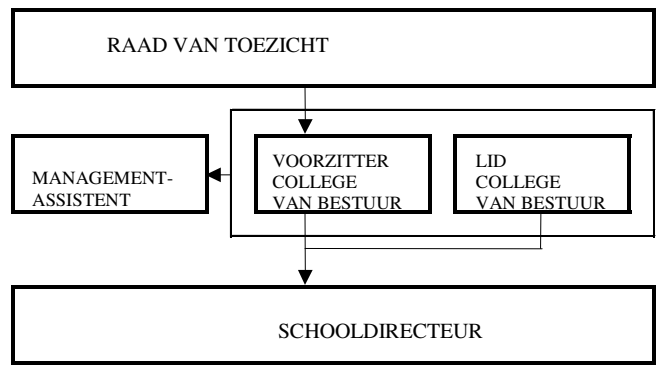 RAAD VAN TOEZICHT
MANAGEMENT-
ASSISTENT
VOORZITTER
COLLEGE
VAN BESTUUR
LID
COLLEGE
VAN BESTUUR
SCHOOLDIRECTEUR